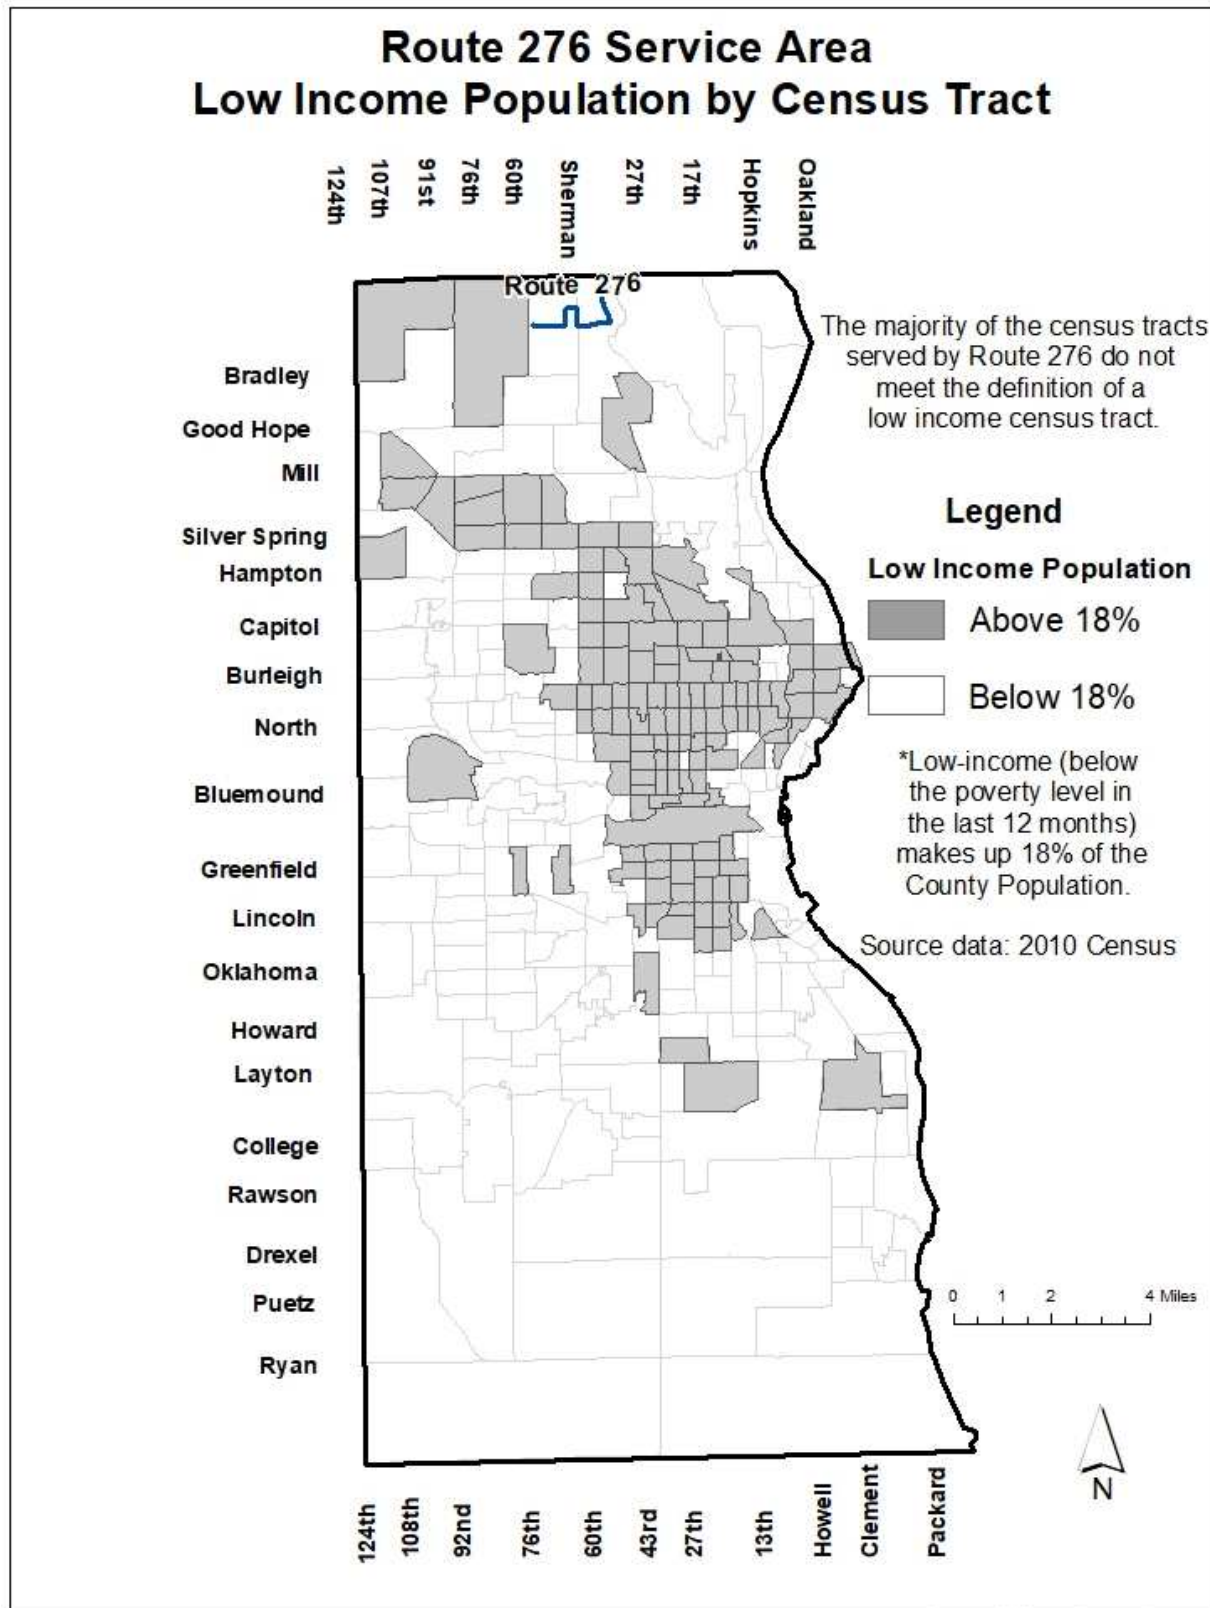 Route 276 Service Area
Low Income Population by Census Tract
124th
107th
91st
76th
60th
Sherman
27th
17th
Hopkins
Oakland
Route 276
The majority of the census tracts
served by Route 276 do not
meet the definition of a
low income census tract.
Bradley
Good Hope
Mill
Silver Spring
Hampton
Capitol
Burleigh
North
Bluemound
Greenfield
Lincoln
Oklahoma
Howard
Layton
College
Rawson
Drexel
Puetz
Ryan
Legend
Low Income Population
Above 18%
Below 18%
*Low-income (below
the poverty level in
the last 12 months)
makes up 18% of the
County Population.
Source data: 2010 Census
0 1 2 4 Miles
N
124th
108th
92nd
76th
60th
43rd
27th
13th
Howell
Clement
Packard